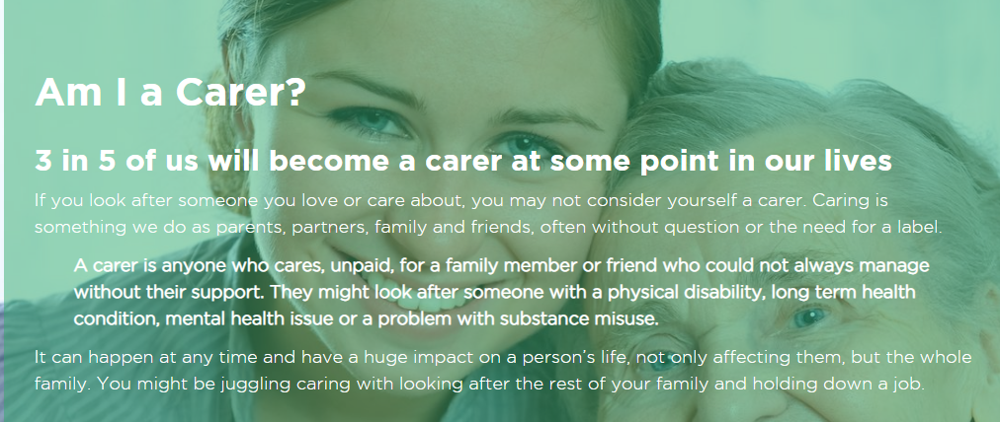 Am I a Carer?
3 in 5 of us will become a carer at some point in our lives
If you look after someone you love or care about, you may not consider yourself a carer. Caring is
something we do as parents, partners, family and friends, often without question or the need for a label.
A carer is anyone who cares, unpaid, for a family member or friend who could not always manage
without their support. They might look after someone with a physical disability, long term health
condition, mental health issue or a problem with substance misuse.
It can happen at any time and have a huge impact on a person’s life, not only affecting them, but the whole
family. You might be juggling caring with looking after the rest of your family and holding down a job.